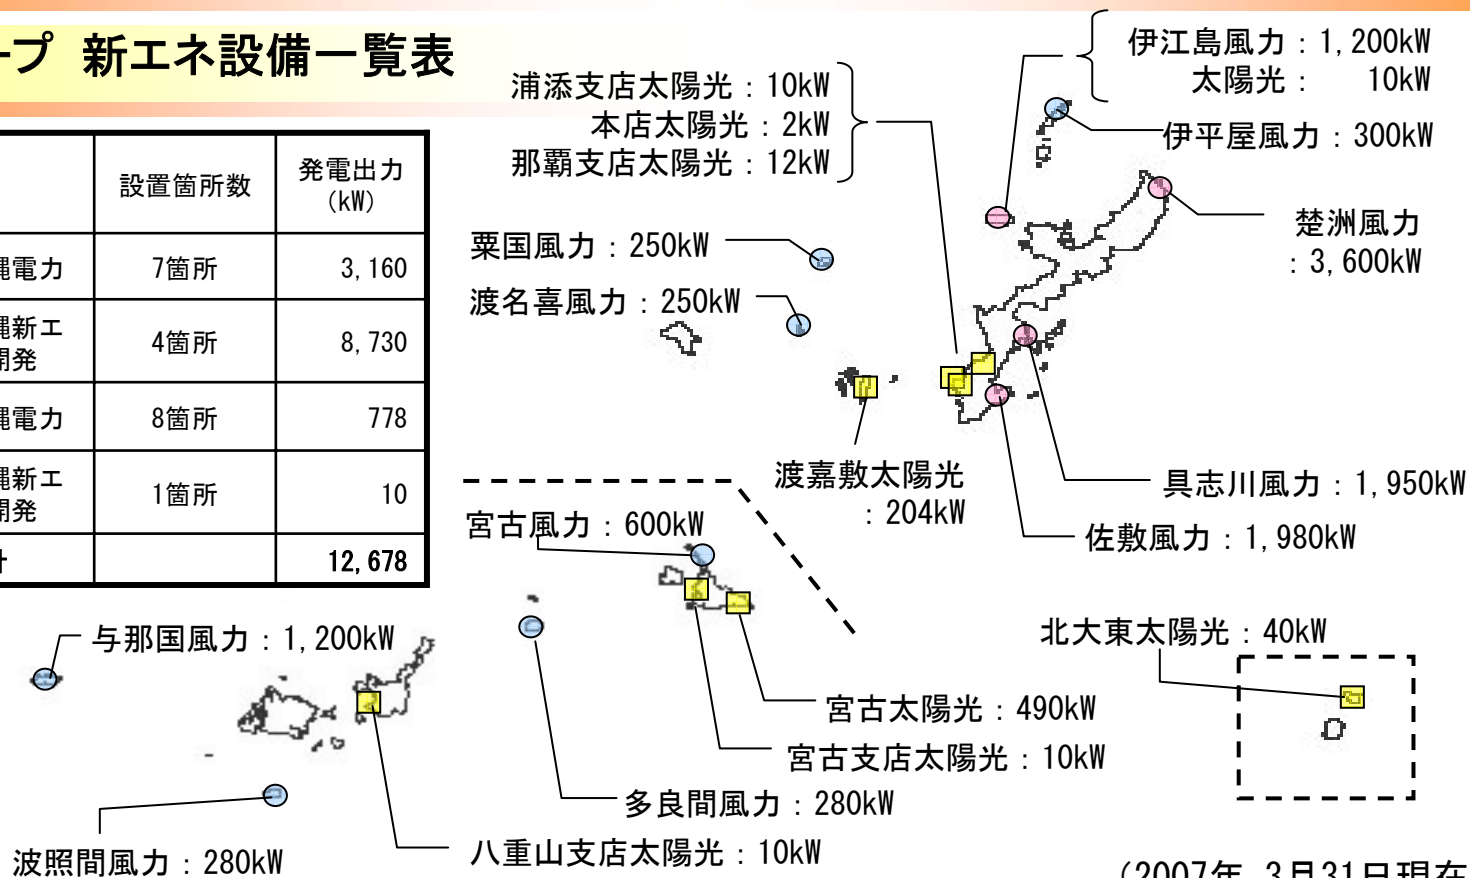 ープ 新エネ設備一覧表
設置箇所数
発電出力
(kW)
縄電力
7箇所
3,160
縄新エ
開発
4箇所
8,730
縄電力
8箇所
778
縄新エ
開発
1箇所
10
計
12,678
浦添支店太陽光：10kW
本店太陽光：2kW
那覇支店太陽光：12kW
伊江島風力：1,200kW
太陽光： 10kW
伊平屋風力：300kW
楚洲風力
：3,600kW
粟国風力：250kW
渡名喜風力：250kW
渡嘉敷太陽光
：204kW
具志川風力：1,950kW
佐敷風力：1,980kW
宮古風力：600kW
与那国風力：1,200kW
北大東太陽光：40kW
宮古太陽光：490kW
宮古支店太陽光：10kW
多良間風力：280kW
八重山支店太陽光：10kW
波照間風力：280kW
(2007年 3月31日現在